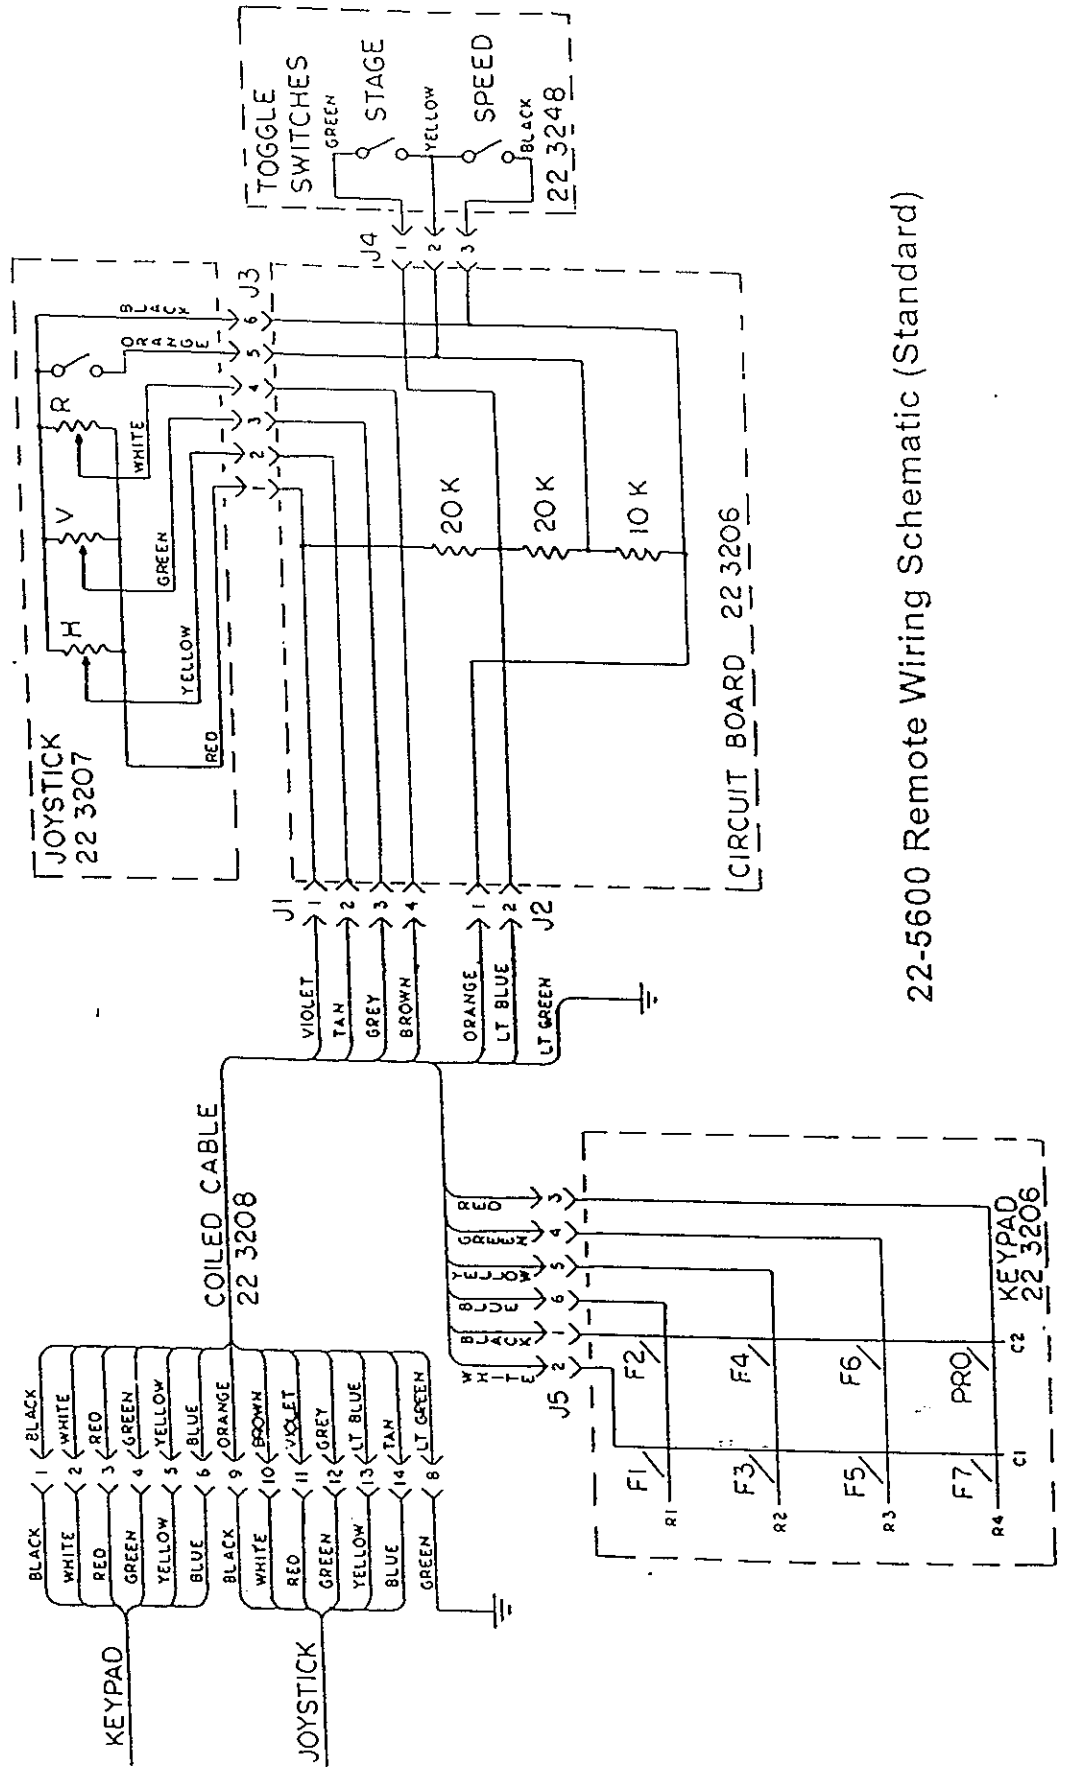 KEYPAD
BLACK 1 BLACK
WHITE 2 WHITE
RED 3 RED
GREEN 4 GREEN
YELLOW 5 YELLOW
BLUE 6 BLUE
JOYSTICK
BLACK 9 ORANGE
WHITE 10 BROWN
RED 11 VIOLET
GREEN 12 GREY
YELLOW 13 LT BLUE
BLUE 14 TAN
GREEN 8 LT GREEN
COILED CABLE
22 3208
VIOLET 1
TAN 2
GREY 3
BROWN 4
J1
ORANGE 1
LT BLUE 2
LT GREEN
J2
JOYSTICK
22 3207
H
V
R
RED
YELLOW
GREEN
WHITE
ORANGE
BLACK
1 2 3 4 5 6
J3
20K
20K
10K
CIRCUIT BOARD 22 3206
J4
1
2
3
TOGGLE
SWITCHES
GREEN
STAGE
YELLOW
SPEED
BLACK
22 3248
WHITE
BLACK
BLUE
YELLOW
GREEN
RED
J5
2 1 6 5 4 3
F1 F2
R1
F3 F4
R2
F5 F6
R3
F7 PRO
R4
C1 C2
KEYPAD
22 3206
22-5600 Remote Wiring Schematic (Standard)